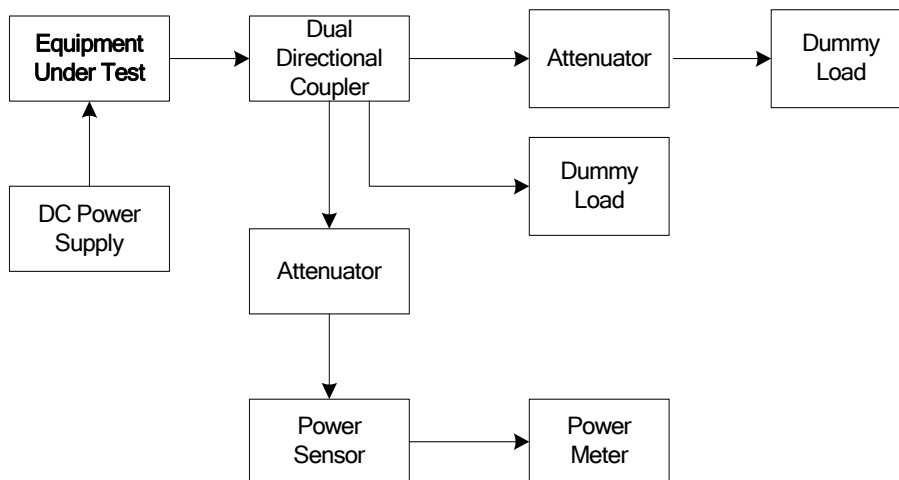 Equipment
Under Test
Dual
Directional
Coupler
Attenuator
Dummy
Load
DC Power
Supply
Dummy
Load
Attenuator
Power
Sensor
Power
Meter